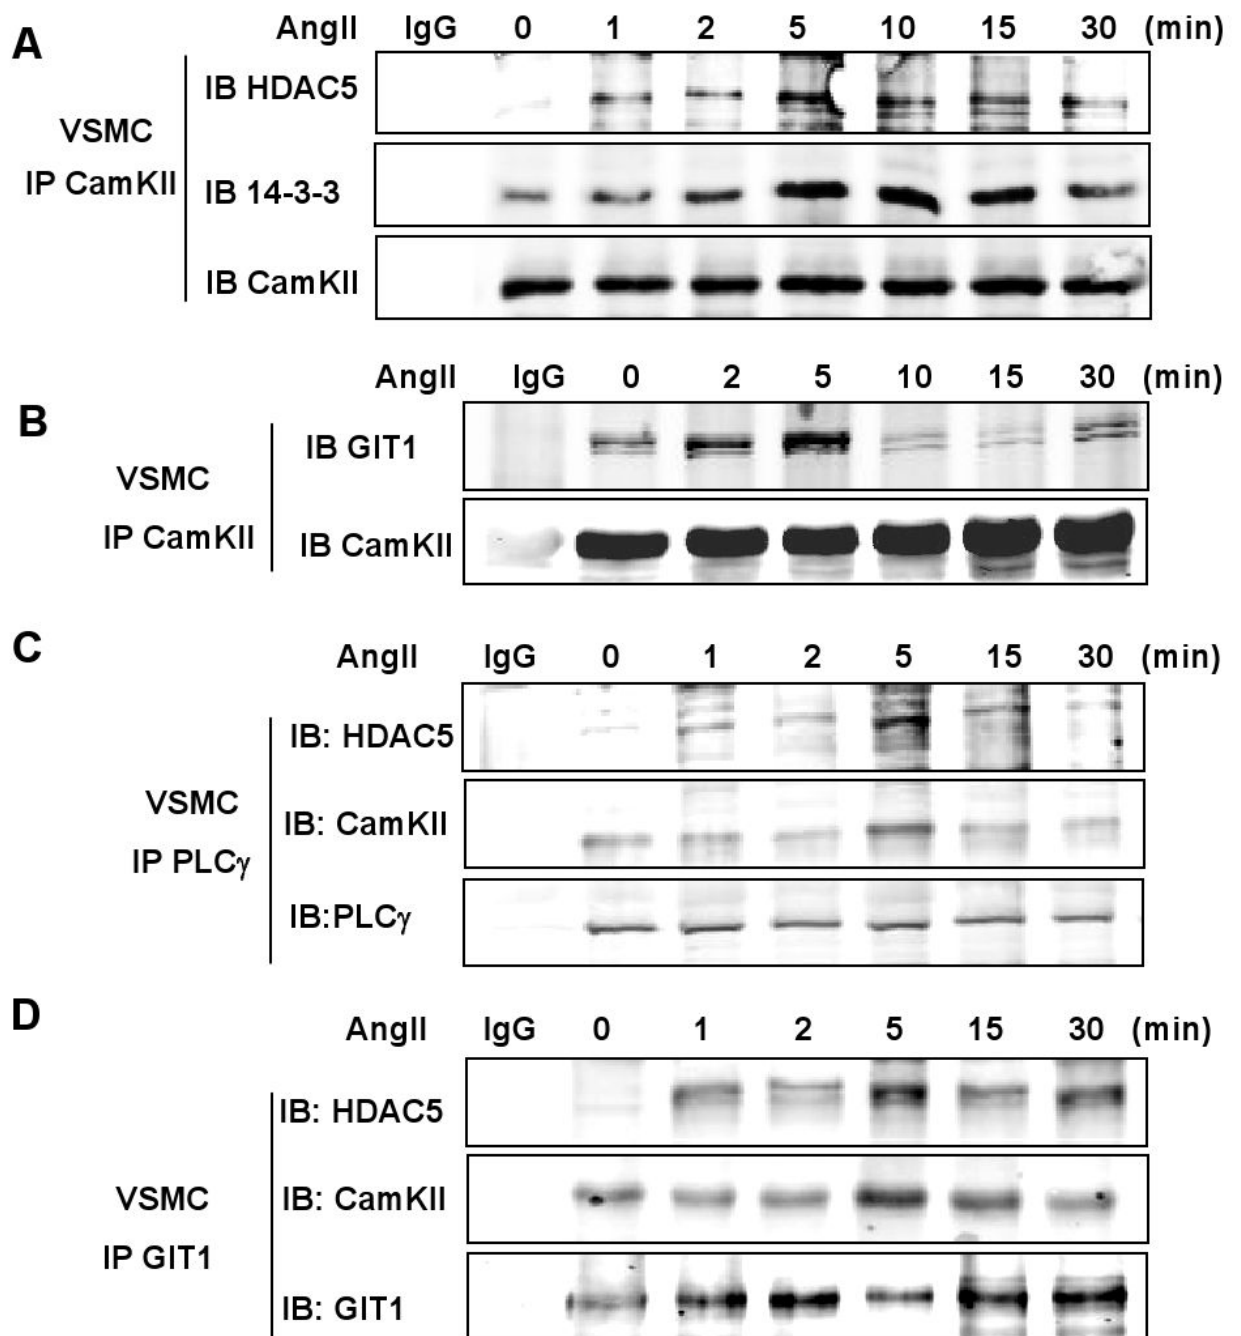 A
AngII IgG 0 1 2 5 10 15 30 (min)
IB HDAC5
VSMC
IP CamKII
IB 14-3-3
IB CamKII
AngII IgG 0 2 5 10 15 30 (min)
B
IB GIT1
VSMC
IP CamKII
IB CamKII
C
AngII IgG 0 1 2 5 15 30 (min)
IB: HDAC5
VSMC
IB: CamKII
IP PLCγ
IB:PLCγ
D
AngII IgG 0 1 2 5 15 30 (min)
IB: HDAC5
VSMC
IB: CamKII
IP GIT1
IB: GIT1